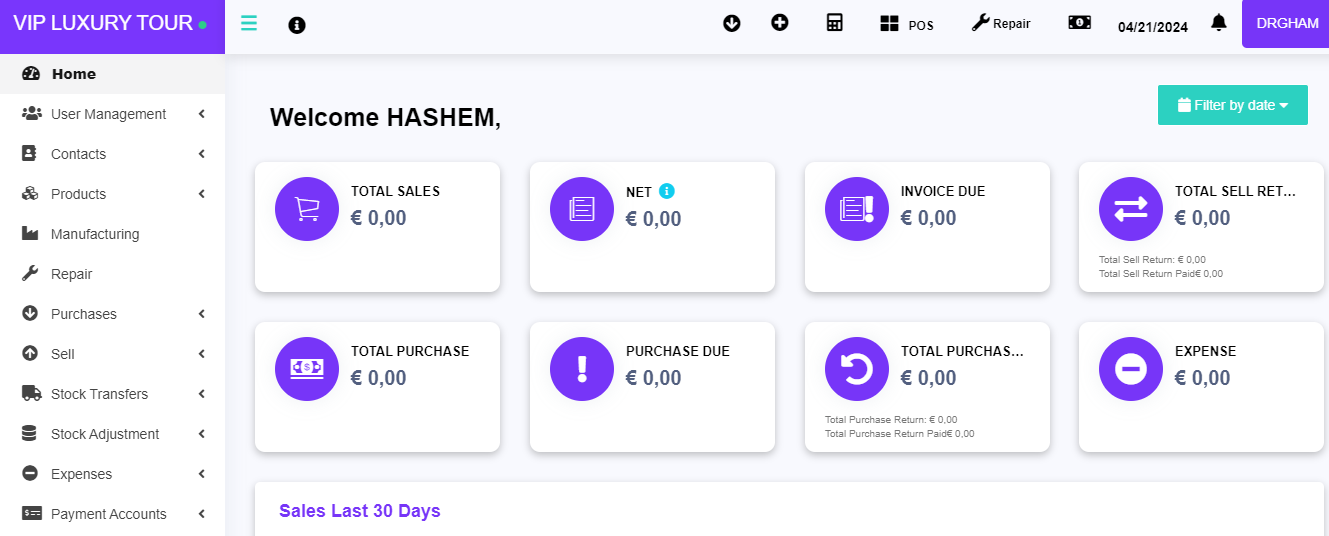 VIP LUXURY TOUR
POS
Repair
04/21/2024
DRGHAM
Home
User Management
Contacts
Products
Manufacturing
Repair
Purchases
Sell
Stock Transfers
Stock Adjustment
Expenses
Payment Accounts
Welcome HASHEM,
Filter by date
TOTAL SALES
€ 0,00
NET
€ 0,00
INVOICE DUE
€ 0,00
TOTAL SELL RET...
€ 0,00
Total Sell Return: € 0,00
Total Sell Return Paid€ 0,00
TOTAL PURCHASE
€ 0,00
PURCHASE DUE
€ 0,00
TOTAL PURCHAS...
€ 0,00
Total Purchase Return: € 0,00
Total Purchase Return Paid€ 0,00
EXPENSE
€ 0,00
Sales Last 30 Days